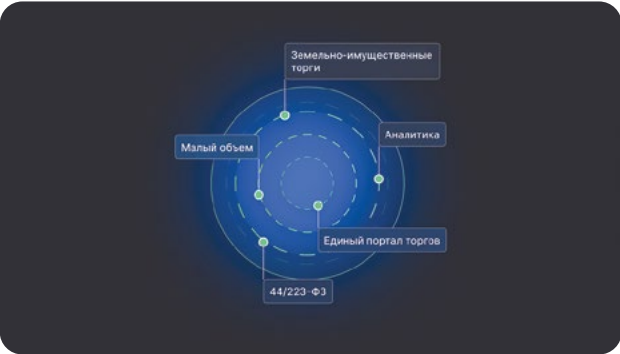 Земельно-имущественные
торги
Аналитика
Малый объем
Единый портал торгов
44/223-ФЗ